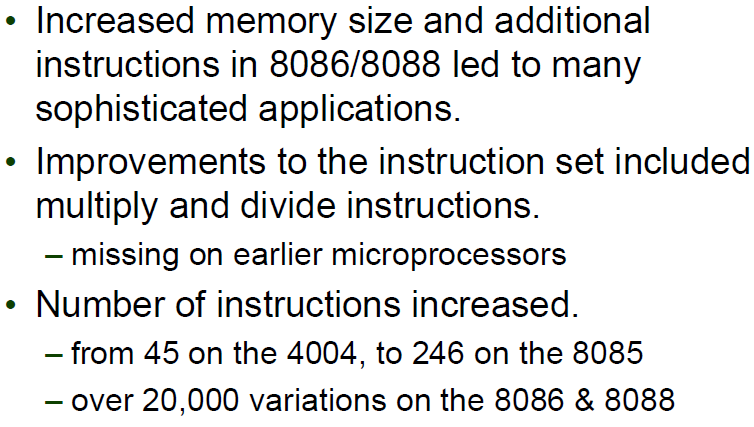 • Increased memory size and additional
instructions in 8086/8088 led to many
sophisticated applications.
• Improvements to the instruction set included
multiply and divide instructions.
– missing on earlier microprocessors
• Number of instructions increased.
– from 45 on the 4004, to 246 on the 8085
– over 20,000 variations on the 8086 & 8088